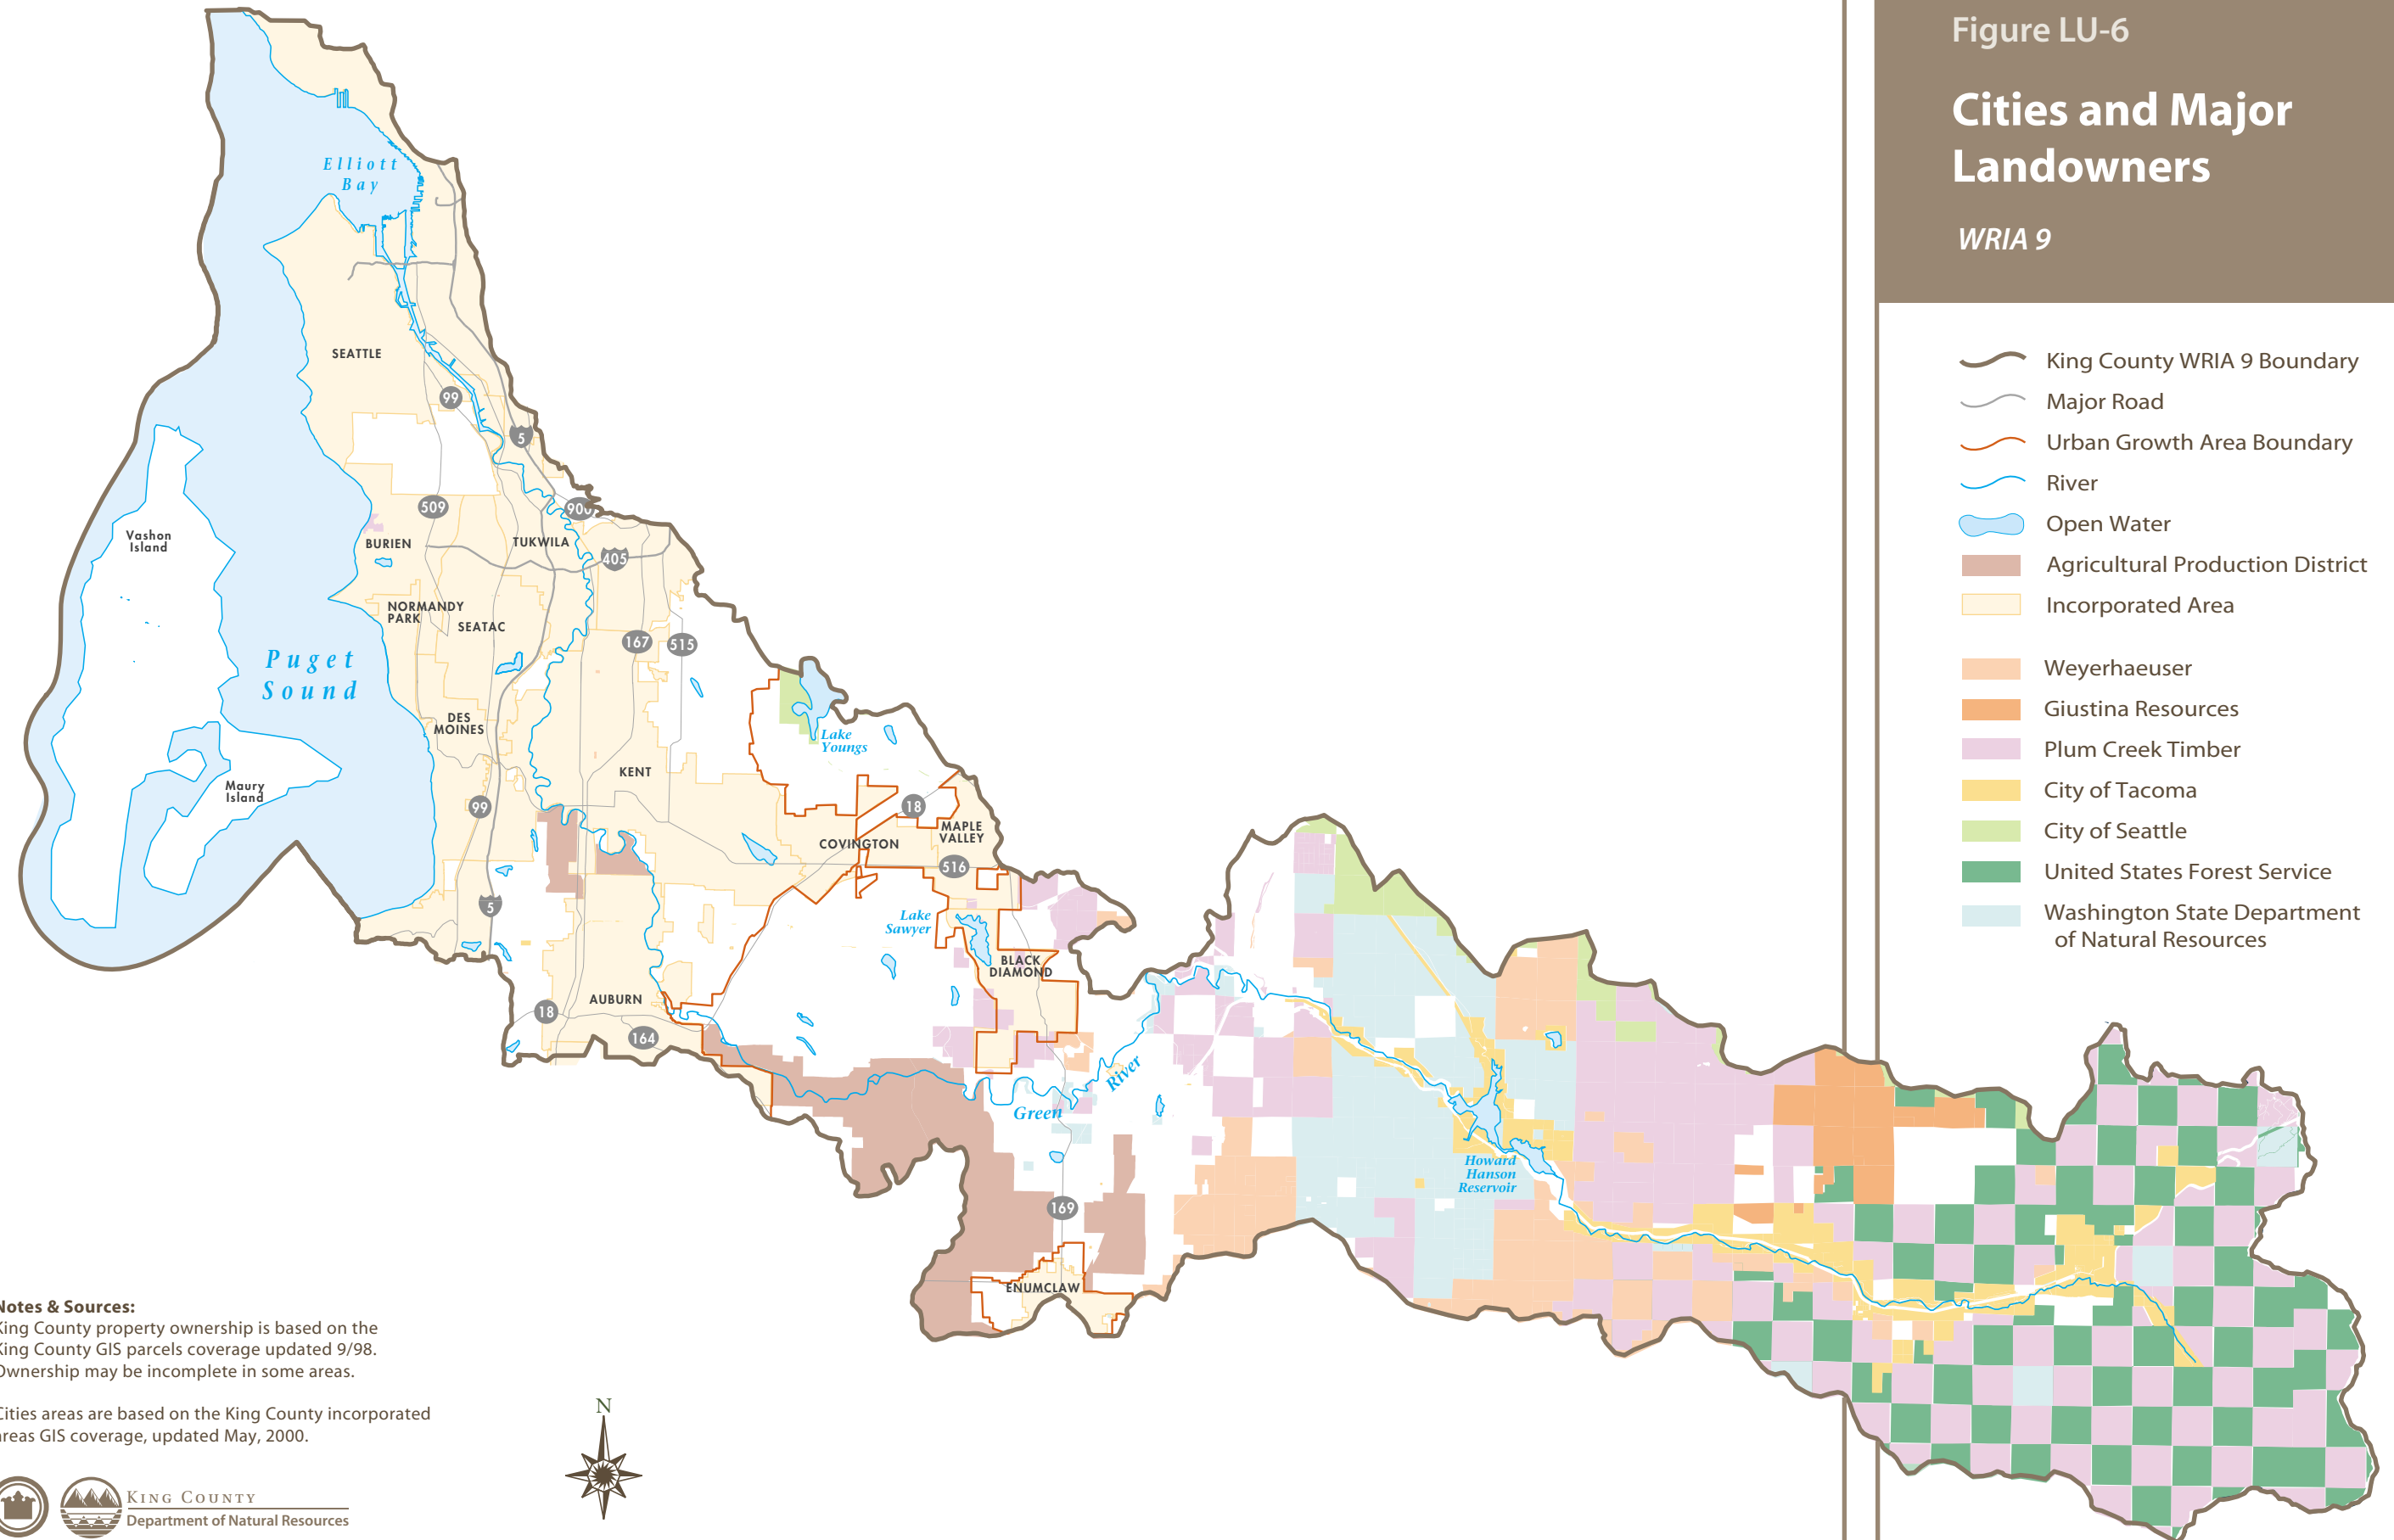 Figure LU-6
Cities and Major
Landowners
WRIA 9
King County WRIA 9 Boundary
Major Road
Urban Growth Area Boundary
River
Open Water
Agricultural Production District
Incorporated Area
Weyerhaeuser
Giustina Resources
Plum Creek Timber
City of Tacoma
City of Seattle
United States Forest Service
Washington State Department
of Natural Resources
Elliott
Bay
SEATTLE
99
5
509
900
Vashon
Island
BURIEN
TUKWILA
405
NORMANDY
PARK
SEATAC
167
515
Puget
Sound
DES
MOINES
Lake
Youngs
KENT
Maury
Island
99
18
COVINGTON
MAPLE
VALLEY
516
5
Lake
Sawyer
BLACK
DIAMOND
AUBURN
18
164
Green
River
Howard
Hanson
Reservoir
169
ENUMCLAW
Notes & Sources:
King County property ownership is based on the
King County GIS parcels coverage updated 9/98.
Ownership may be incomplete in some areas.
Cities areas are based on the King County incorporated
areas GIS coverage, updated May, 2000.
N
KING COUNTY
Department of Natural Resources